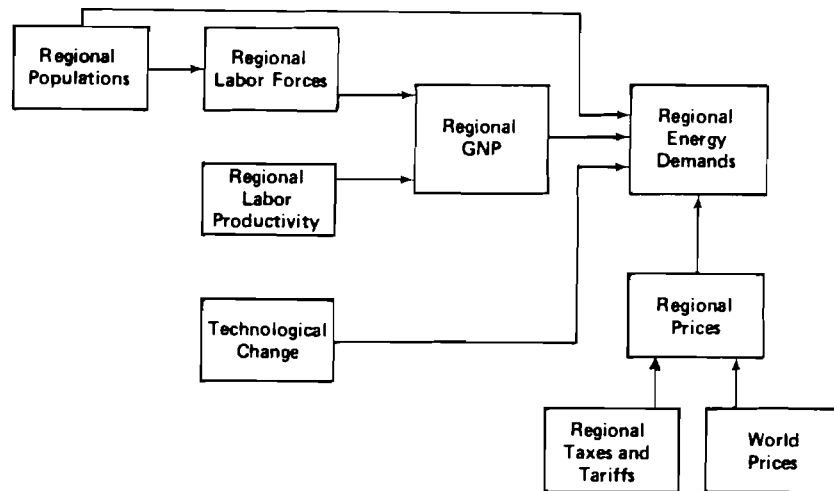 Regional
Populations
Regional
Labor Forces
Regional
GNP
Regional
Energy
Demands
Regional
Labor
Productivity
Technological
Change
Regional
Prices
Regional
Taxes and
Tariffs
World
Prices